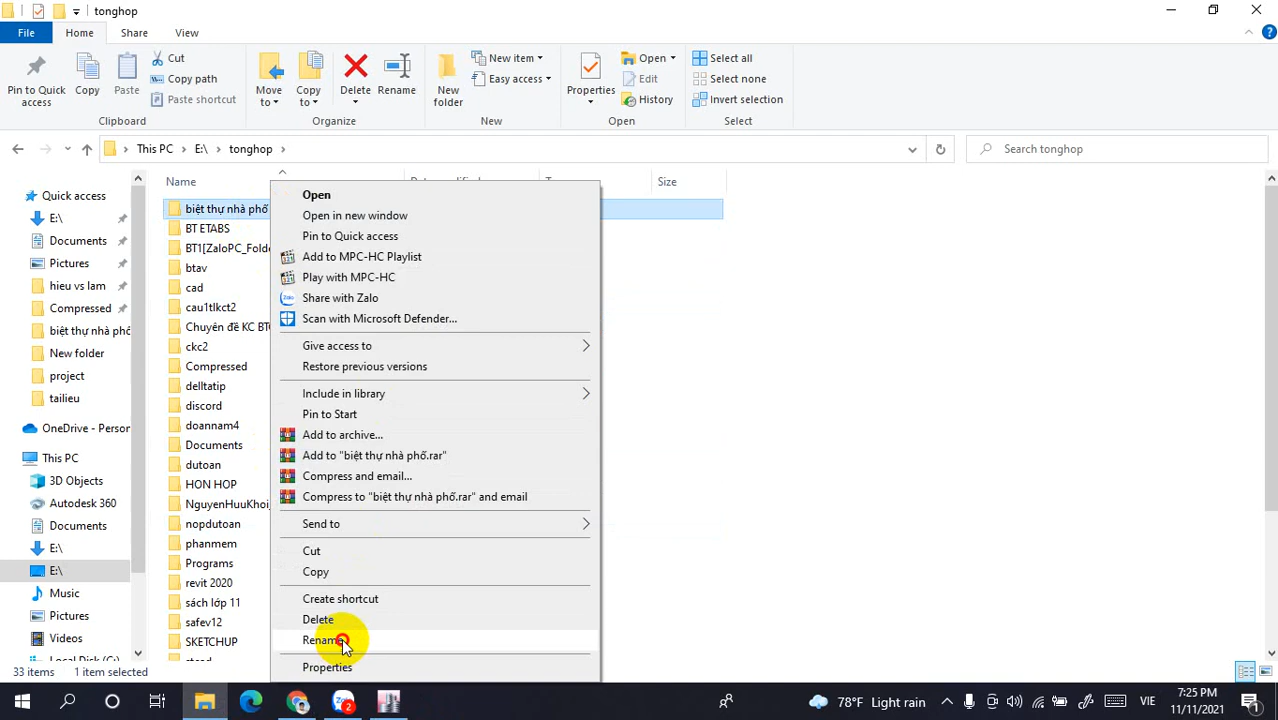 tonghop
File
Home
Share
View
Pin to Quick access
Copy
Paste
Cut
Copy path
Paste shortcut
Clipboard
Move to
Copy to
Delete
Rename
Organize
New folder
New item
Easy access
New
Properties
Open
Edit
History
Open
Select all
Select none
Invert selection
Select
This PC
E:\
tonghop
Search tonghop
Name
Size
Quick access
E:\
Documents
Pictures
hieu vs lam
Compressed
biệt thự nhà phố
New folder
project
tailieu
OneDrive - Person
This PC
3D Objects
Autodesk 360
Documents
E:\
E:\
Music
Pictures
Videos
biệt thự nhà phố
BT ETABS
BT1[ZaloPC_Folde
btav
cad
cau1tlkct2
Chuyên đề KC BTC
ckc2
Compressed
delltatip
discord
doannam4
Documents
dutoan
HON HOP
NguyenHuuKhoi_
nopdutoan
phanmem
Programs
revit 2020
sách lớp 11
safev12
SKETCHUP
Open
Open in new window
Pin to Quick access
Add to MPC-HC Playlist
Play with MPC-HC
Zalo
Share with Zalo
Scan with Microsoft Defender...
Give access to
Restore previous versions
Include in library
Pin to Start
Add to archive...
Add to "biệt thự nhà phố.rar"
Compress and email...
Compress to "biệt thự nhà phố.rar" and email
Send to
Cut
Copy
Create shortcut
Delete
Rename
Properties
33 items
1 item selected
2
78°F Light rain
VIE
7:25 PM
11/11/2021
1